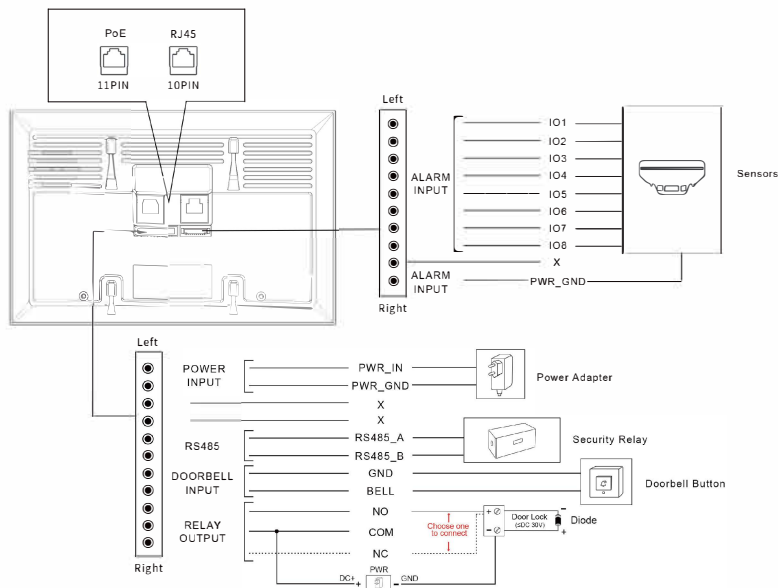 PoE RJ45
11PIN 10PIN
Left
ALARM
INPUT
IO1
IO2
IO3
IO4
IO5
IO6
IO7
IO8
X
ALARM
INPUT
PWR_GND
Sensors
Right
Left
POWER
INPUT
PWR_IN
PWR_GND
Power Adapter
X
X
RS485
RS485_A
RS485_B
Security Relay
DOORBELL
INPUT
GND
BELL
Doorbell Button
RELAY
OUTPUT
NO
COM
NC
Choose one
to connect
+
-
Door Lock
(≤DC 30V)
-
+
Diode
Right
PWR
DC+ + - GND